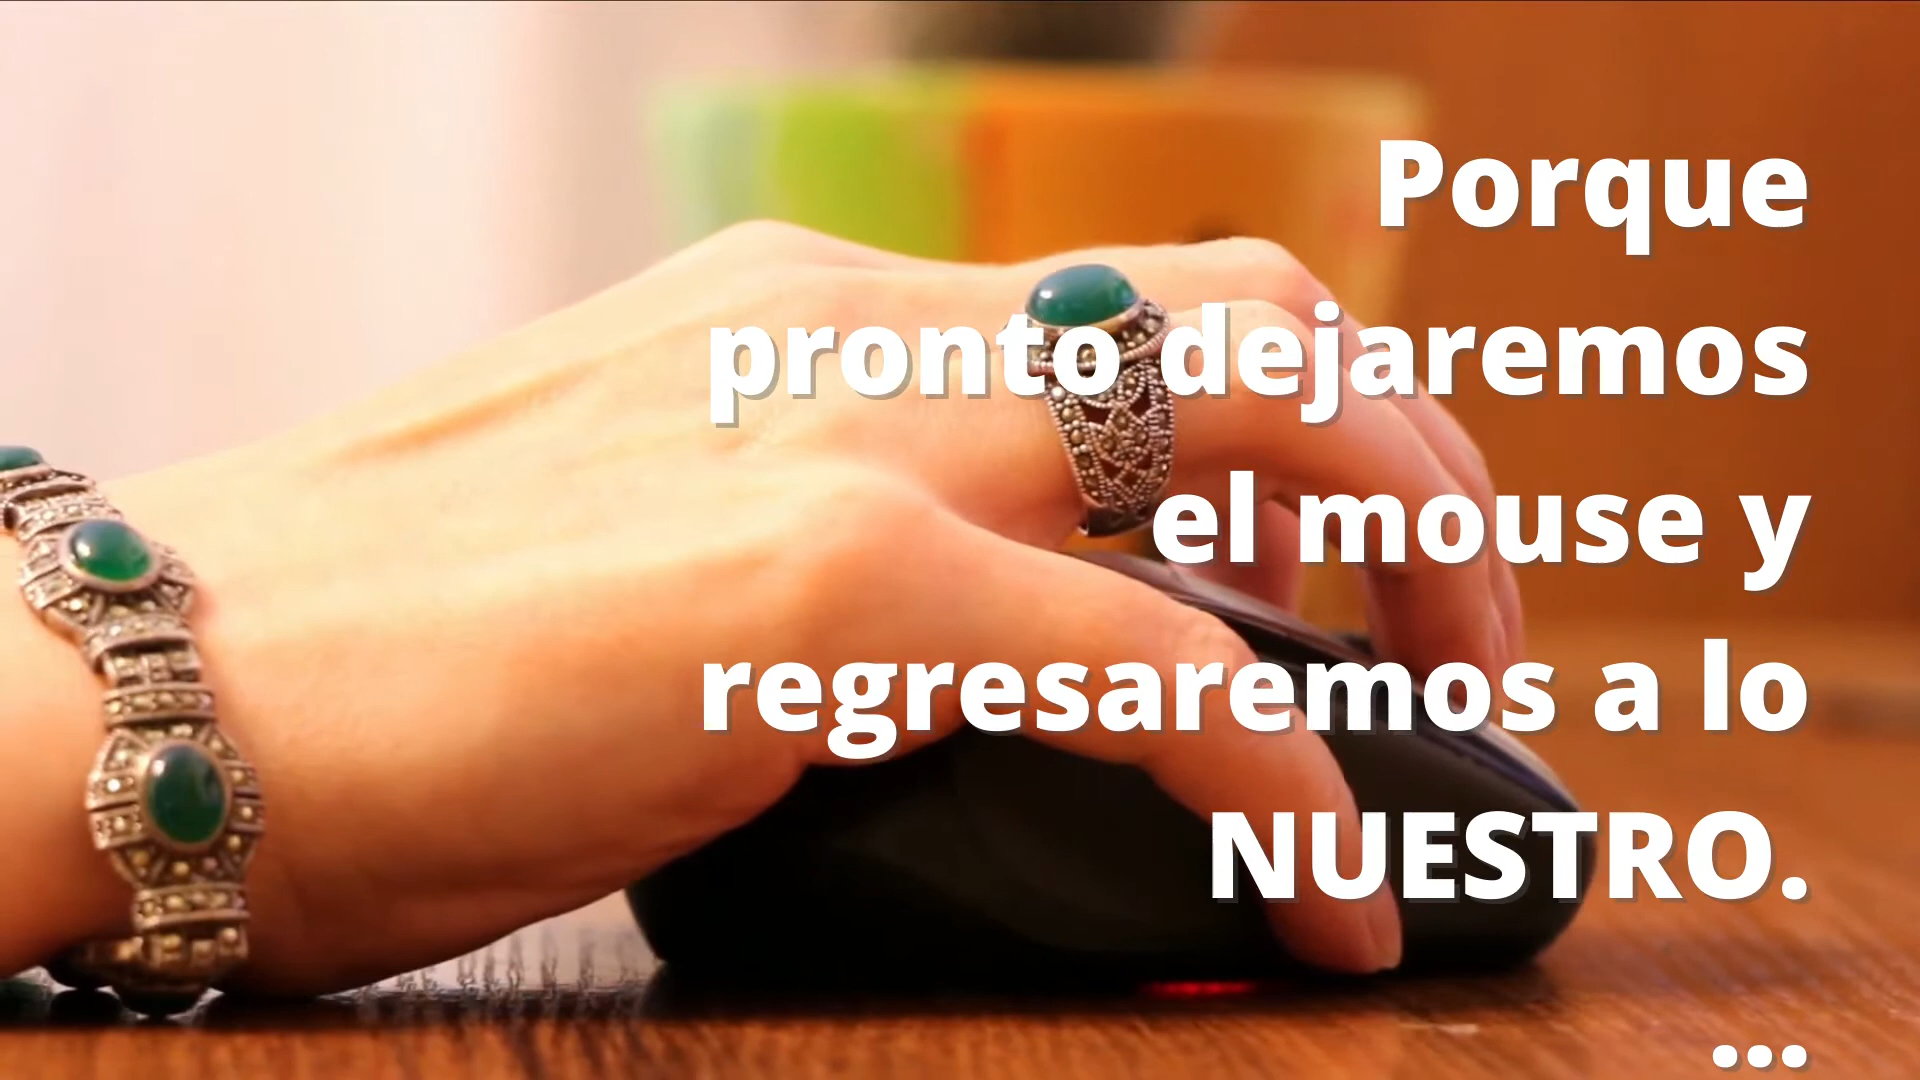 Porque
pronto dejaremos
el mouse y
regresaremos a lo
NUESTRO.
...